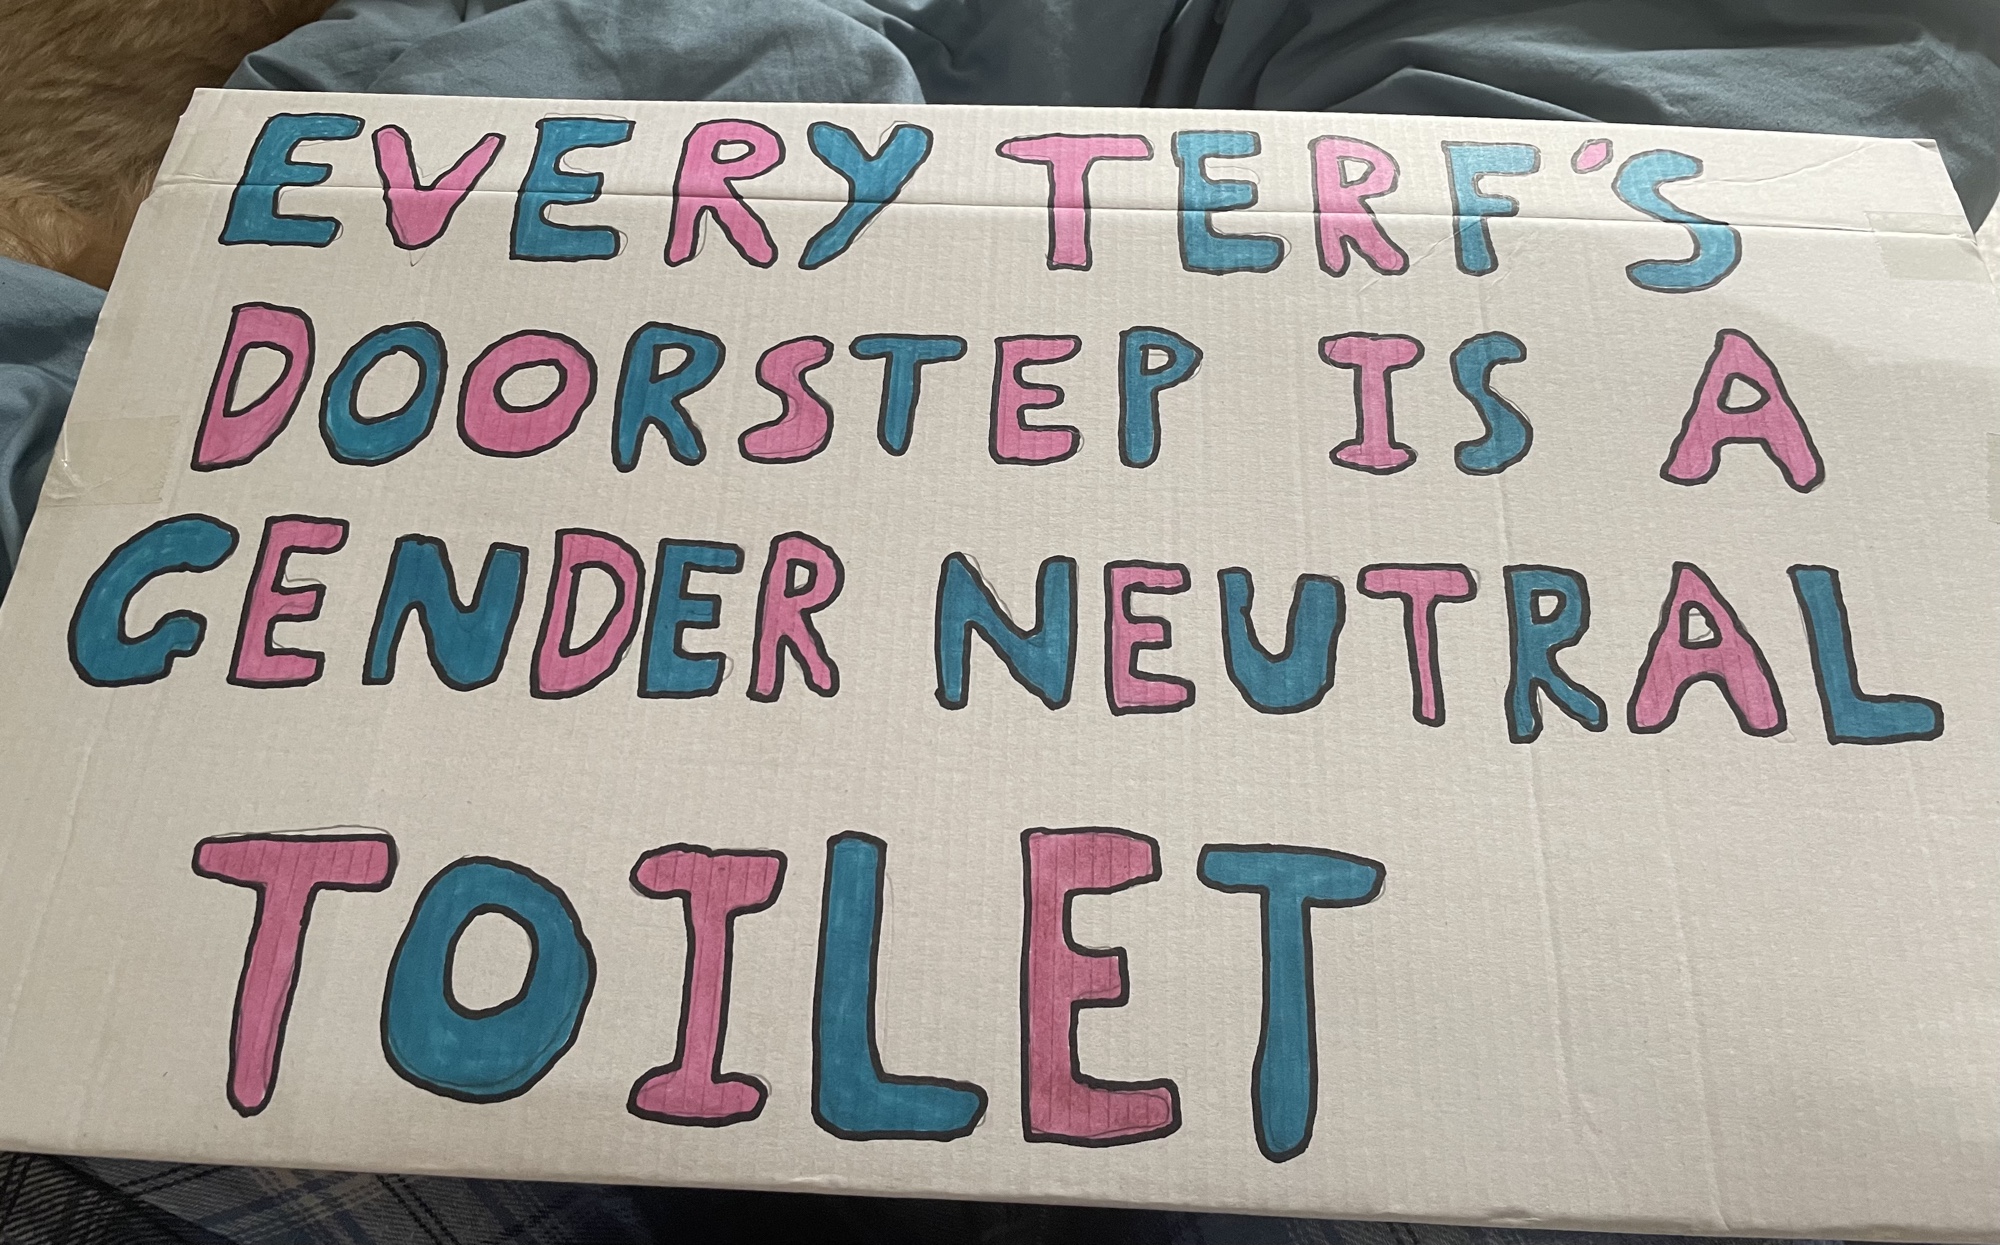 EVERY TERF'S
DOORSTEP IS A
GENDER NEUTRAL
TOILET